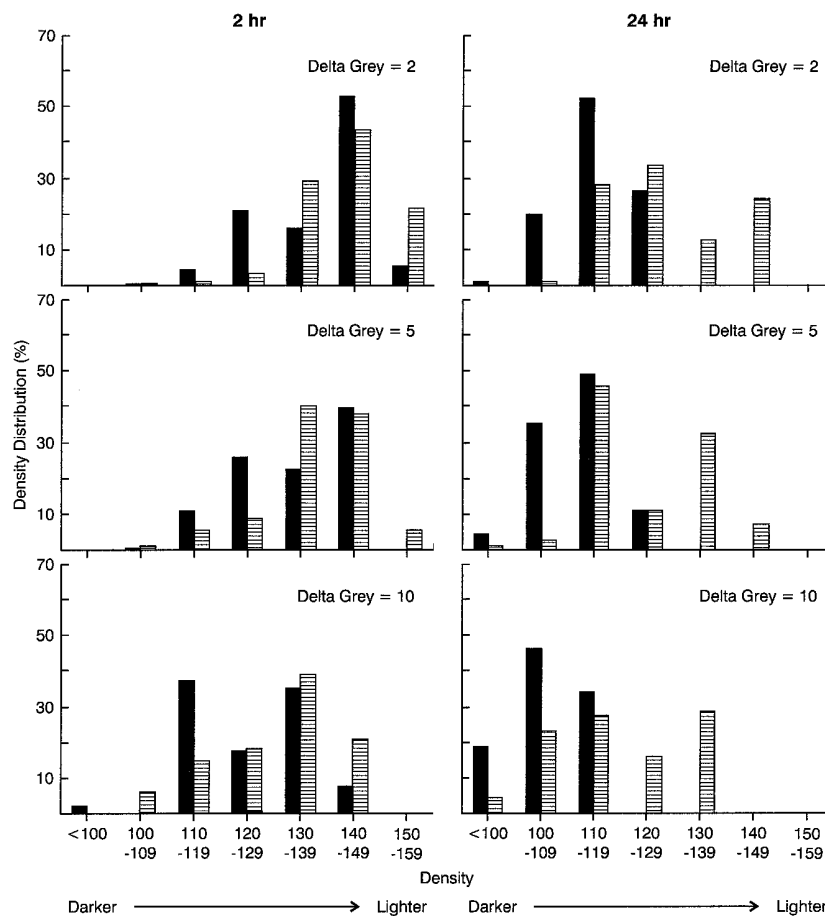 2 hr
24 hr
70
50
30
10
Delta Grey = 2
Delta Grey = 2
Density Distribution (%)
70
50
30
10
Delta Grey = 5
Delta Grey = 5
70
50
30
10
Delta Grey = 10
Delta Grey = 10
<100 100 110 120 130 140 150 <100 100 110 120 130 140 150
-109 -119 -129 -139 -149 -159 -109 -119 -129 -139 -149 -159
Density
Darker Lighter Darker Lighter